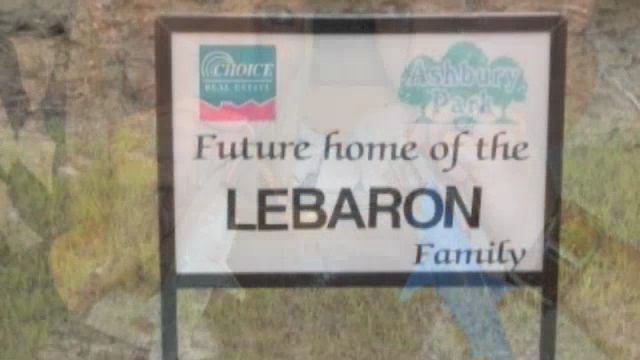 CHOICE
REAL ESTATE
Ashbury
Park
Future home of the
LEBARON
Family